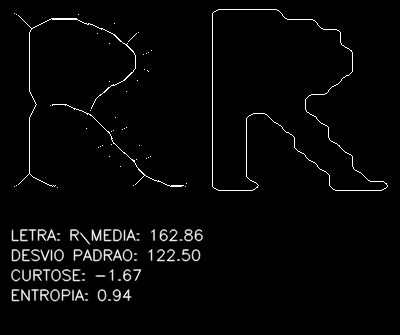 R R
LETRA: R\MEDIA: 162.86
DESVIO PADRAO: 122.50
CURTOSE: -1.67
ENTROPIA: 0.94